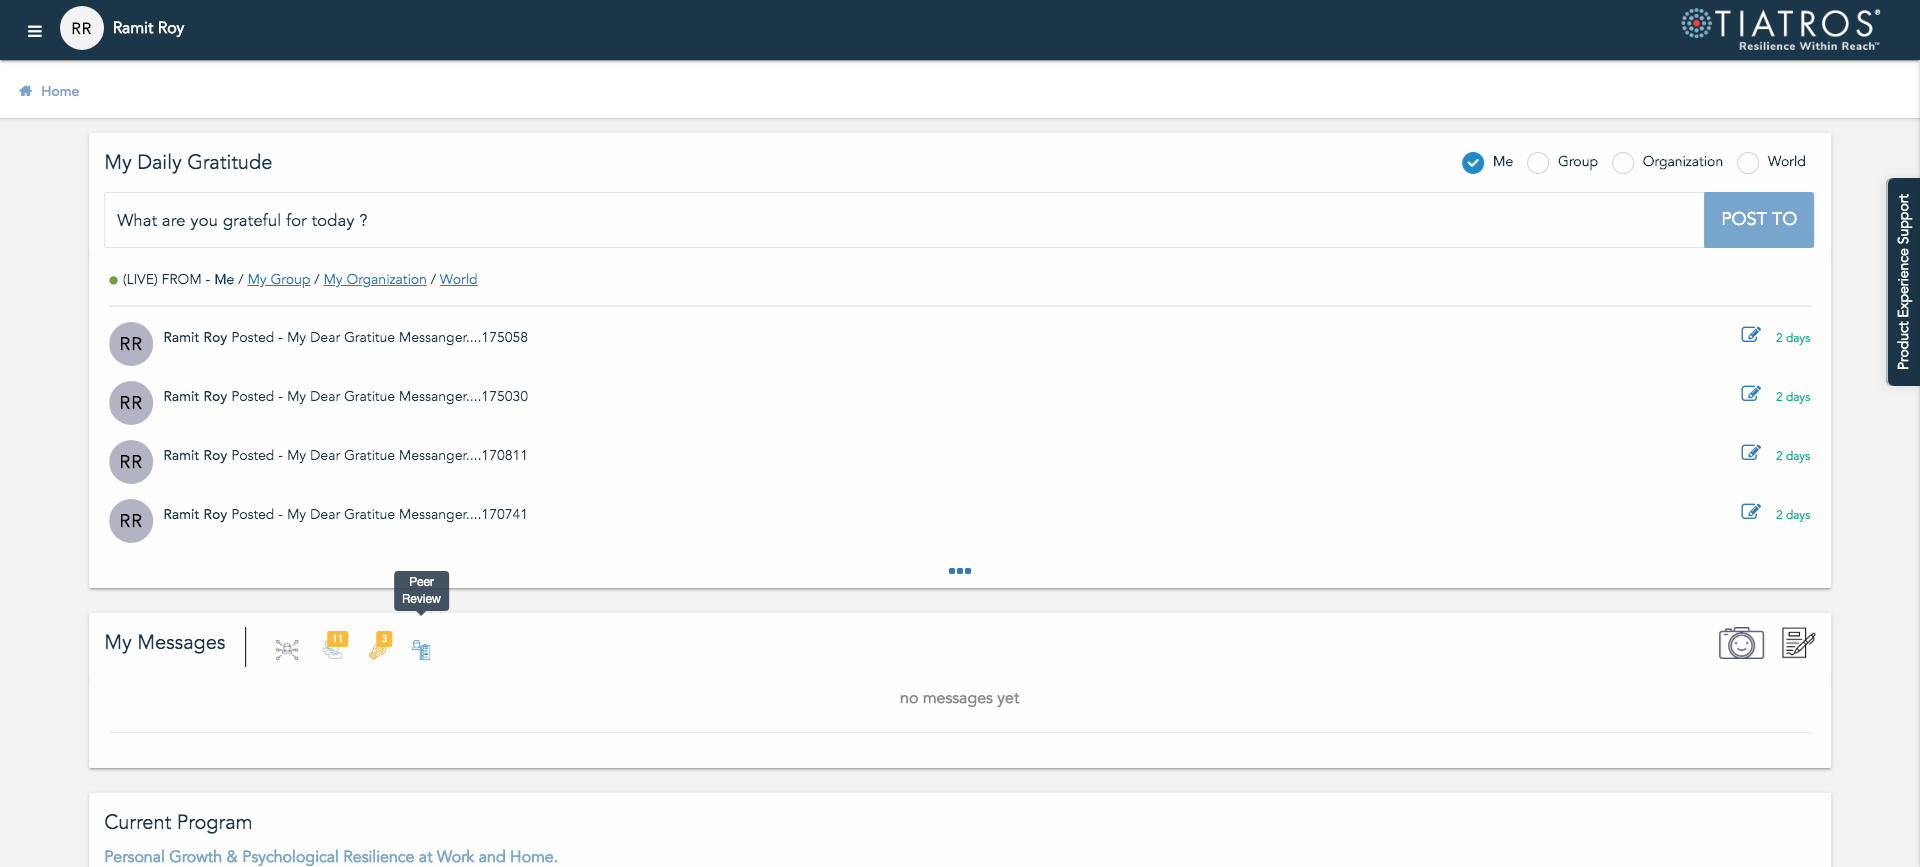 RR Ramit Roy
TIATROS®
Resilience Within Reach™
Home
My Daily Gratitude
Me Group Organization World
What are you grateful for today ?
POST TO
Product Experience Support
(LIVE) FROM - Me / My Group / My Organization / World
RR Ramit Roy Posted - My Dear Gratitue Messanger....175058 2 days
RR Ramit Roy Posted - My Dear Gratitue Messanger....175030 2 days
RR Ramit Roy Posted - My Dear Gratitue Messanger....170811 2 days
RR Ramit Roy Posted - My Dear Gratitue Messanger....170741 2 days
Peer
Review
My Messages 11 3
no messages yet
Current Program
Personal Growth & Psychological Resilience at Work and Home.